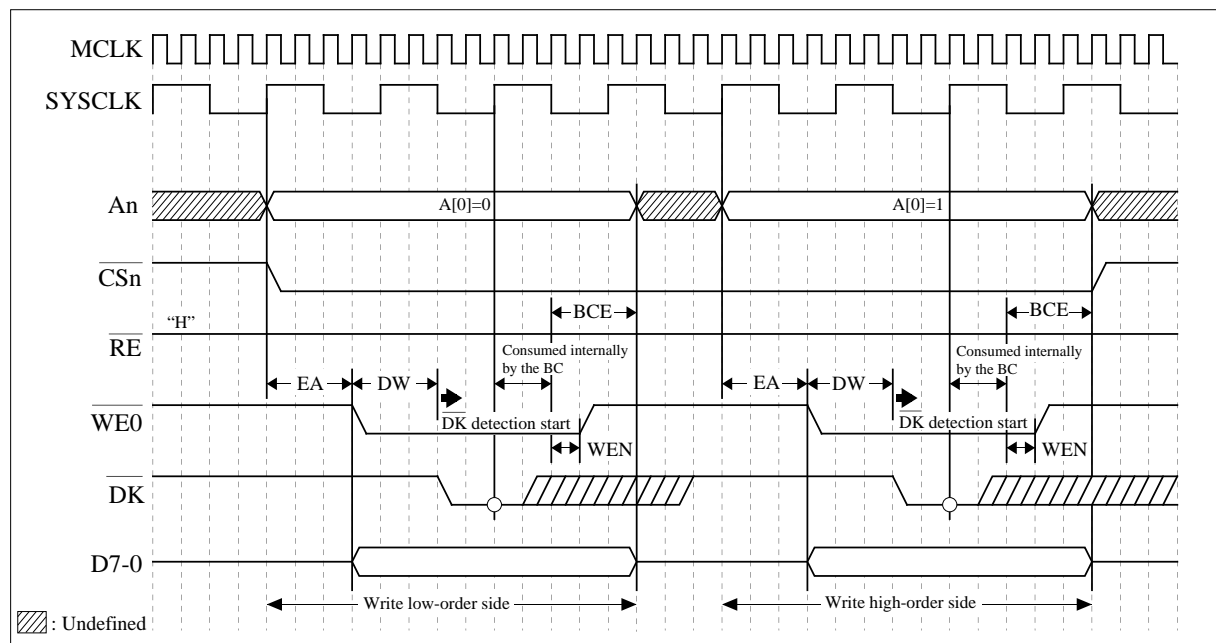 MCLK
SYSCLK
An
A[0]=0
A[0]=1
CSn
BCE
BCE
“H”
RE
Consumed internally
by the BC
Consumed internally
by the BC
EA
DW
EA
DW
WE0
DK detection start
DK detection start
WEN
WEN
DK
D7-0
Write low-order side
Write high-order side
: Undefined